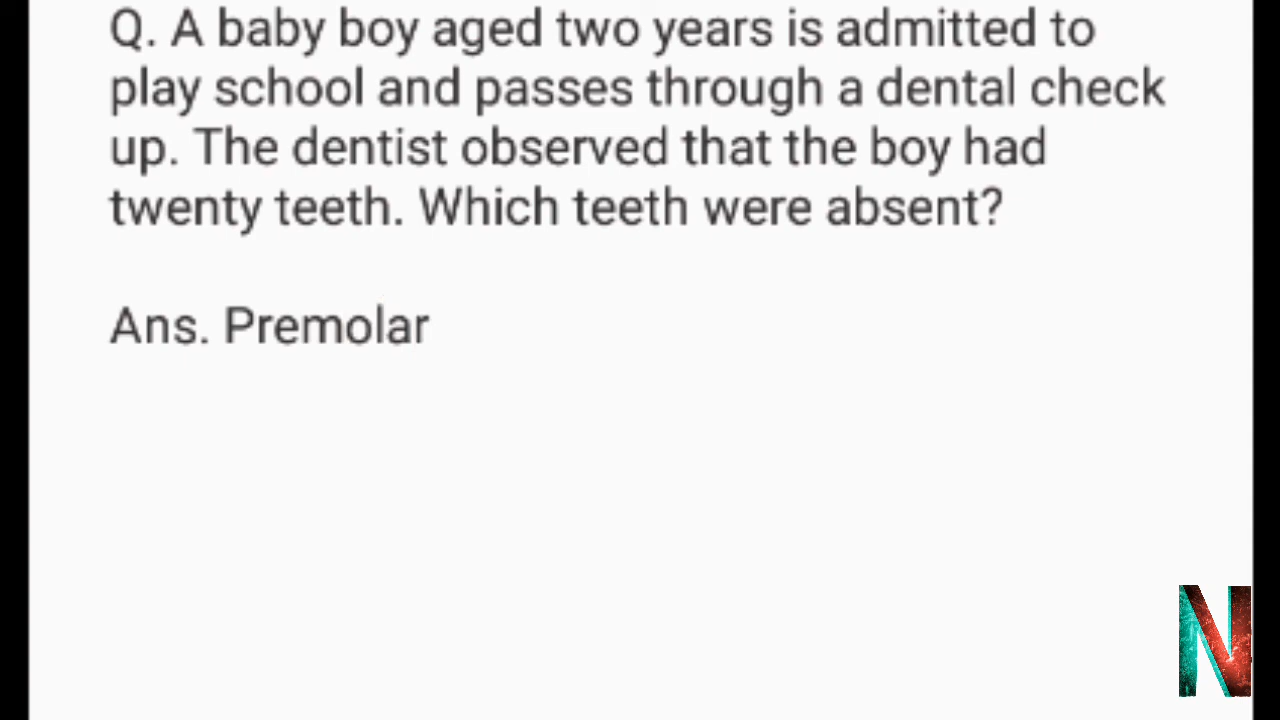 Q. A baby boy aged two years is admitted to
play school and passes through a dental check
up. The dentist observed that the boy had
twenty teeth. Which teeth were absent?
Ans. Premolar
N